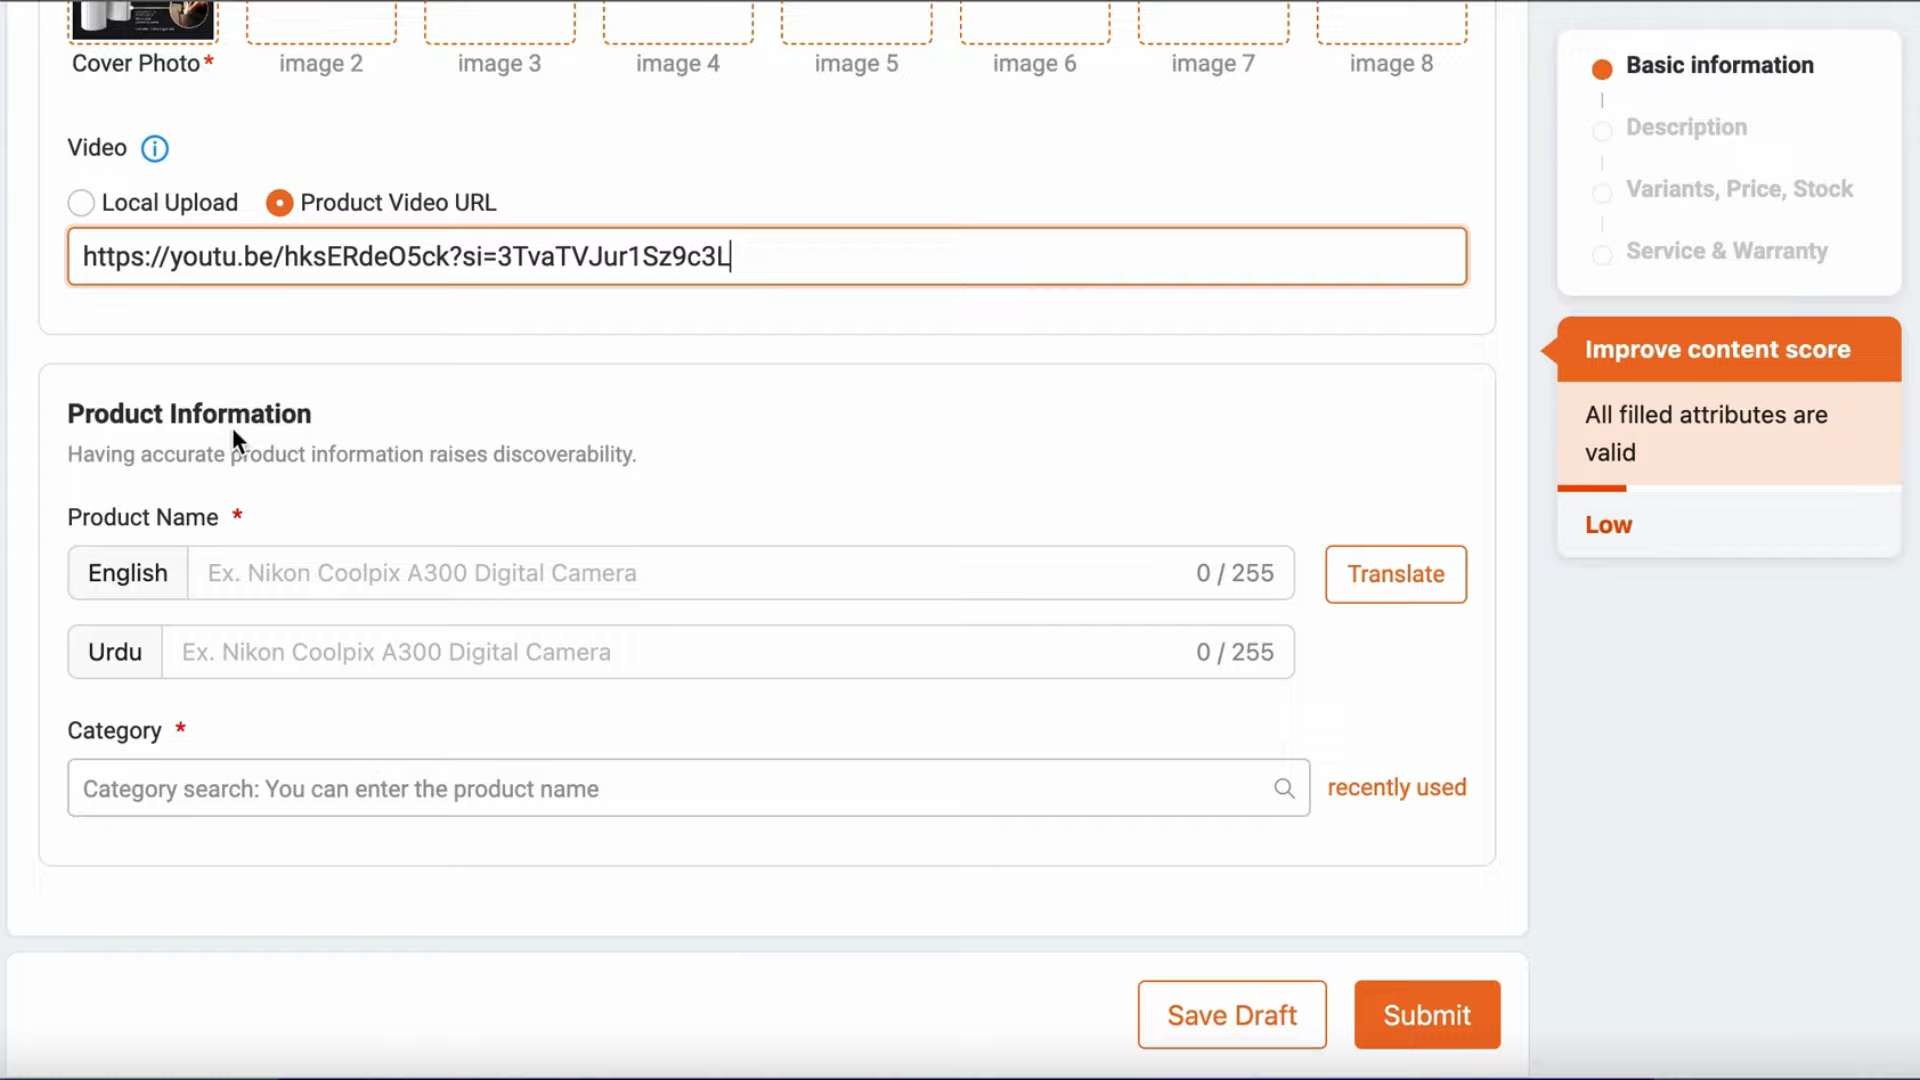 Cover Photo* image 2 image 3 image 4 image 5 image 6 image 7 image 8
Video
Local Upload Product Video URL
https://youtu.be/hksERdeO5ck?si=3TvaTVJur1Sz9c3L
Product Information
Having accurate product information raises discoverability.
Product Name *
English Ex. Nikon Coolpix A300 Digital Camera 0 / 255 Translate
Urdu Ex. Nikon Coolpix A300 Digital Camera 0 / 255
Category *
Category search: You can enter the product name recently used
Save Draft Submit
Basic information
Description
Variants, Price, Stock
Service & Warranty
Improve content score
All filled attributes are
valid
Low